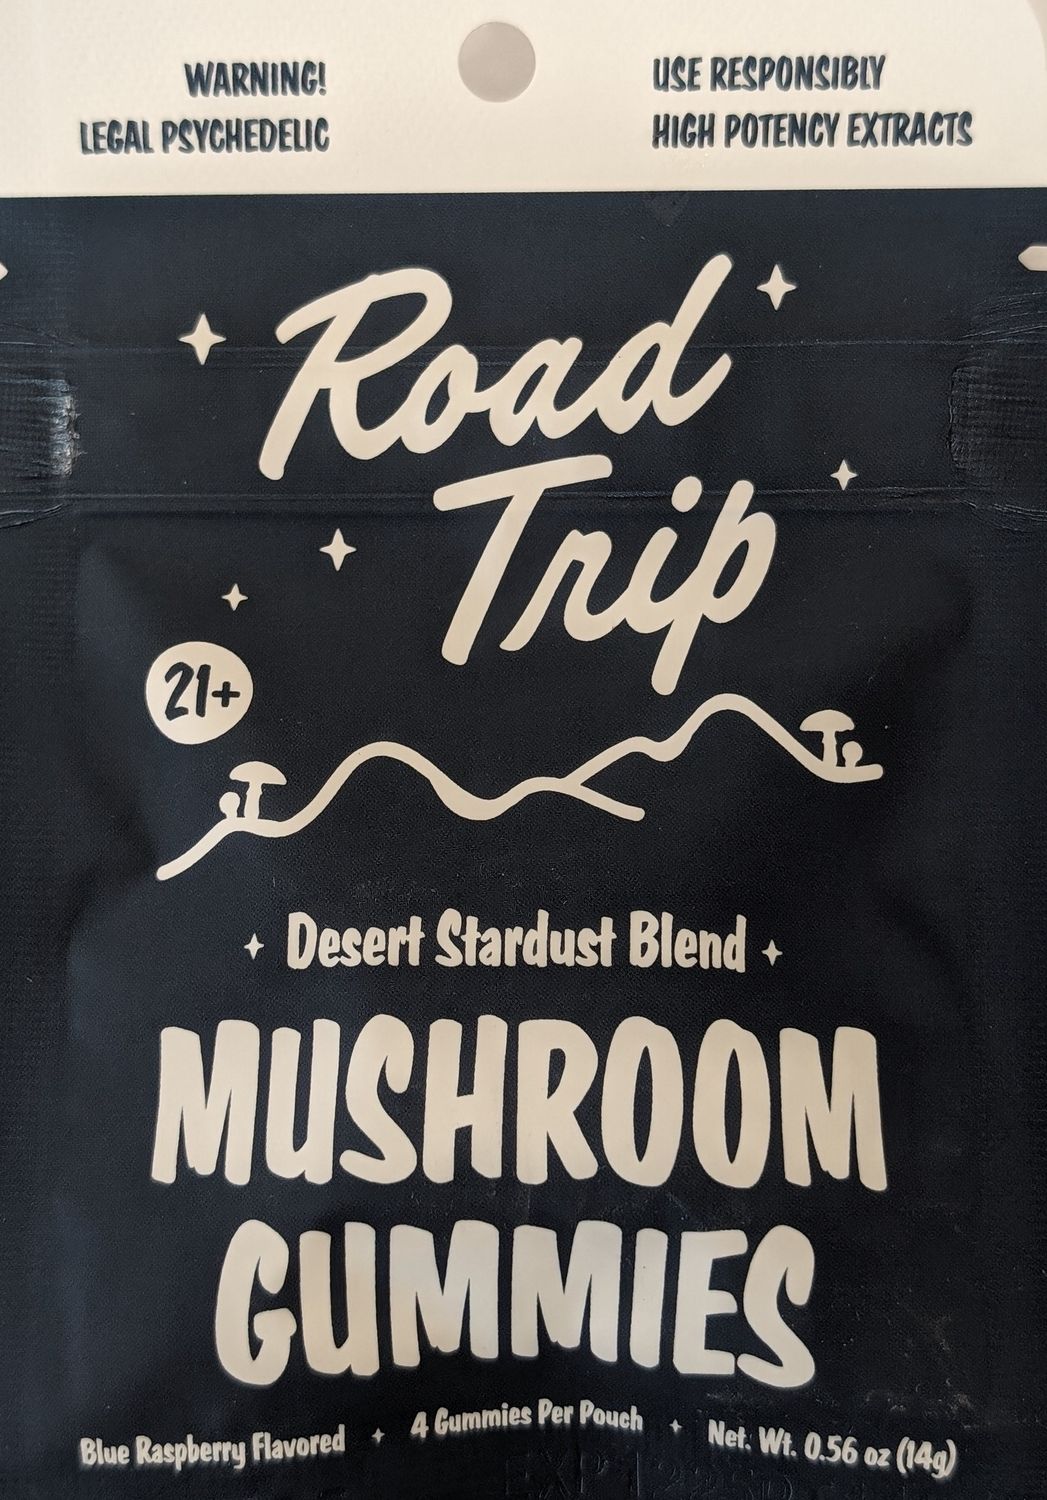 WARNING!
LEGAL PSYCHEDELIC
USE RESPONSIBLY
HIGH POTENCY EXTRACTS
Road
Trip
21+
Desert Stardust Blend
MUSHROOM
GUMMIES
Blue Raspberry Flavored
4 Gummies Per Pouch
Net. Wt. 0.56 oz (14g)